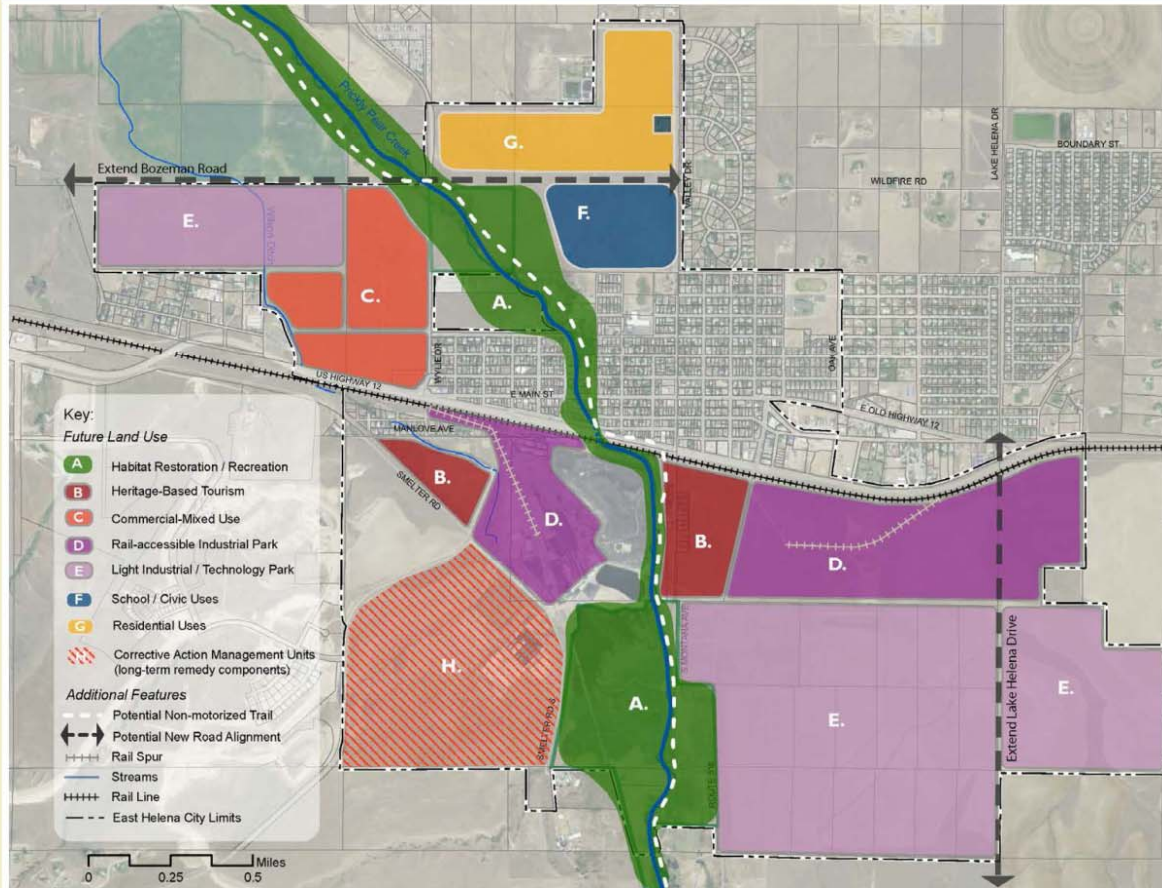 Prickly Pear Creek
G.
Extend Bozeman Road
VALLEY DR
WILDFIRE RD
LAKE HELENA DR
BOUNDARY ST
E.
F.
C.
A.
WYLIE DR
OAK AVE
US HIGHWAY 12
E MAIN ST
E OLD HIGHWAY 12
MANLOVE AVE
SMELTER RD
B.
D.
B.
D.
H.
SMELTER RD
A.
S MONTANA AVE
E.
E.
Extend Lake Helena Drive
Key:
Future Land Use
A Habitat Restoration / Recreation
B Heritage-Based Tourism
C Commercial-Mixed Use
D Rail-accessible Industrial Park
E Light Industrial / Technology Park
F School / Civic Uses
G Residential Uses
H Corrective Action Management Units
(long-term remedy components)
Additional Features
Potential Non-motorized Trail
Potential New Road Alignment
Rail Spur
Streams
Rail Line
East Helena City Limits
Miles
0 0.25 0.5